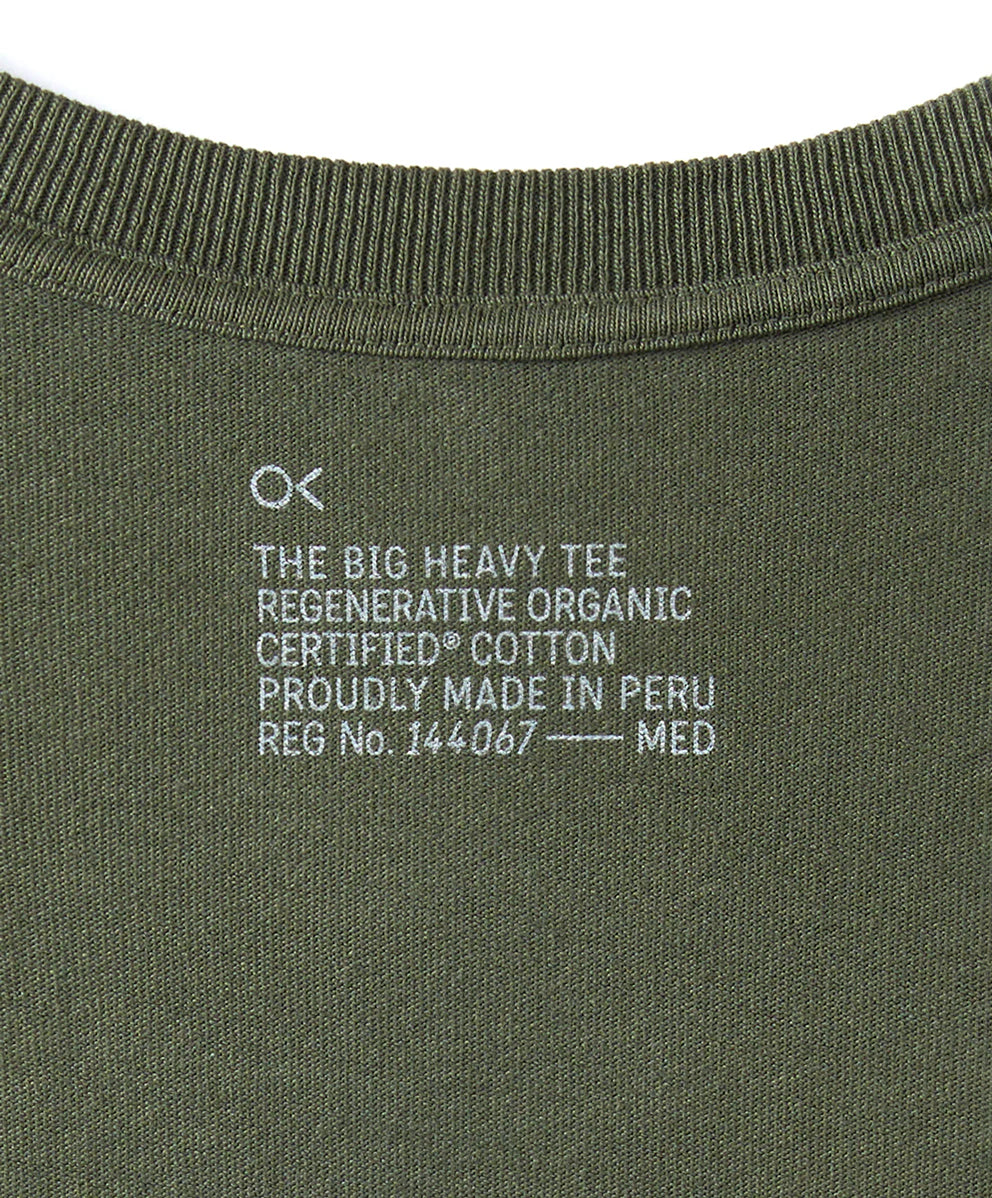 THE BIG HEAVY TEE
REGENERATIVE ORGANIC
CERTIFIED® COTTON
PROUDLY MADE IN PERU
REG No. 144067 — MED